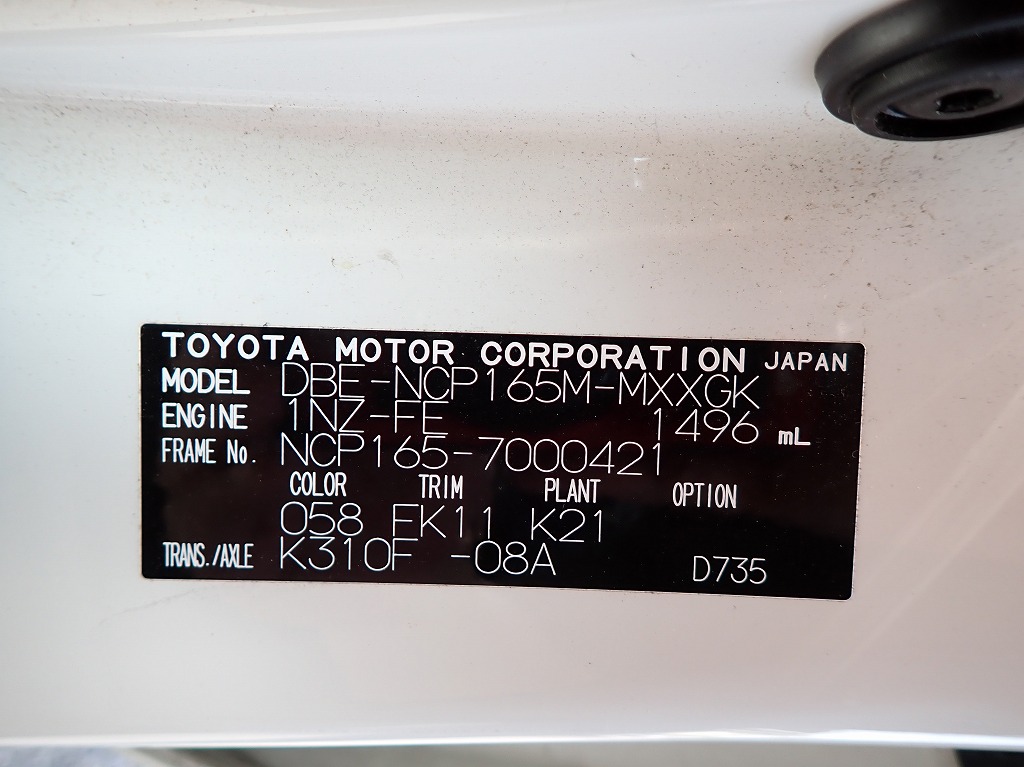 TOYOTA MOTOR CORPORATION JAPAN
MODEL DBE-NCP165M-MXXGK
ENGINE 1NZ-FE 1496 mL
FRAME No. NCP165-7000421
COLOR TRIM PLANT OPTION
058 FK11 K21
TRANS./AXLE K310F -08A D735